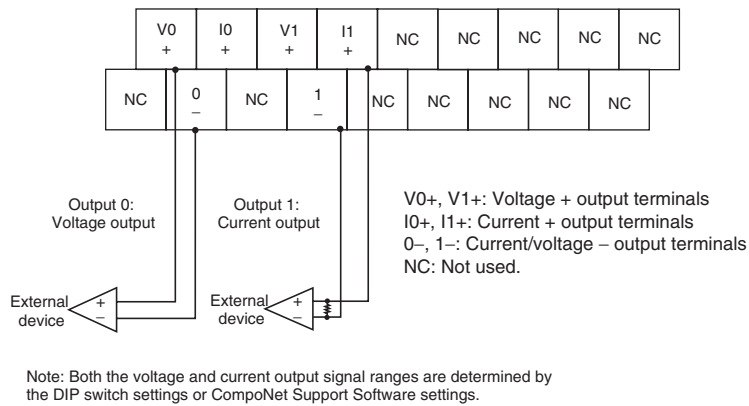 V0 I0 V1 I1 NC NC NC NC NC
+ + + +
NC 0 NC 1 NC NC NC NC NC
– –
Output 0:
Voltage output
Output 1:
Current output
V0+, V1+: Voltage + output terminals
I0+, I1+: Current + output terminals
0–, 1–: Current/voltage – output terminals
NC: Not used.
External
device
+
–
External
device
+
–
Note: Both the voltage and current output signal ranges are determined by
the DIP switch settings or CompoNet Support Software settings.